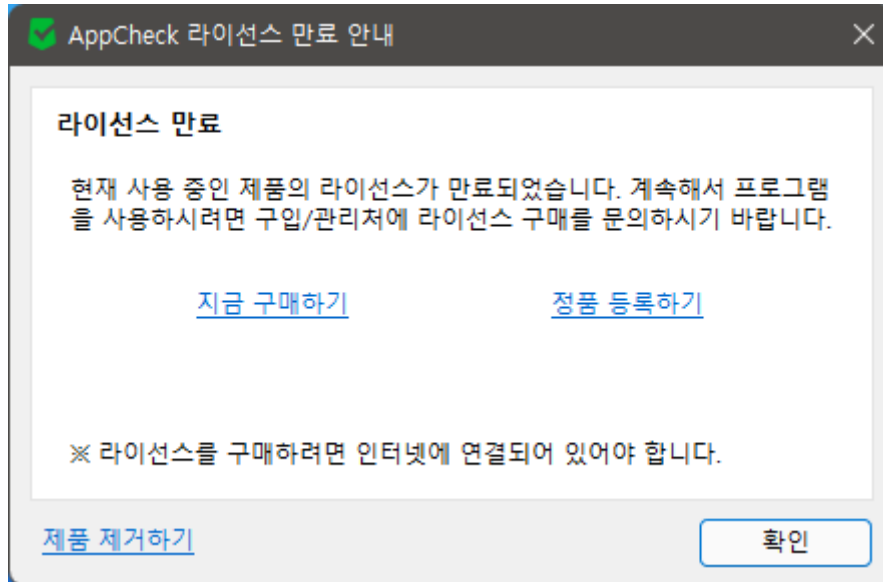 AppCheck 라이선스 만료 안내
라이선스 만료
현재 사용 중인 제품의 라이선스가 만료되었습니다. 계속해서 프로그램
을 사용하시려면 구입/관리처에 라이선스 구매를 문의하시기 바랍니다.
지금 구매하기 정품 등록하기
※ 라이선스를 구매하려면 인터넷에 연결되어 있어야 합니다.
제품 제거하기 확인